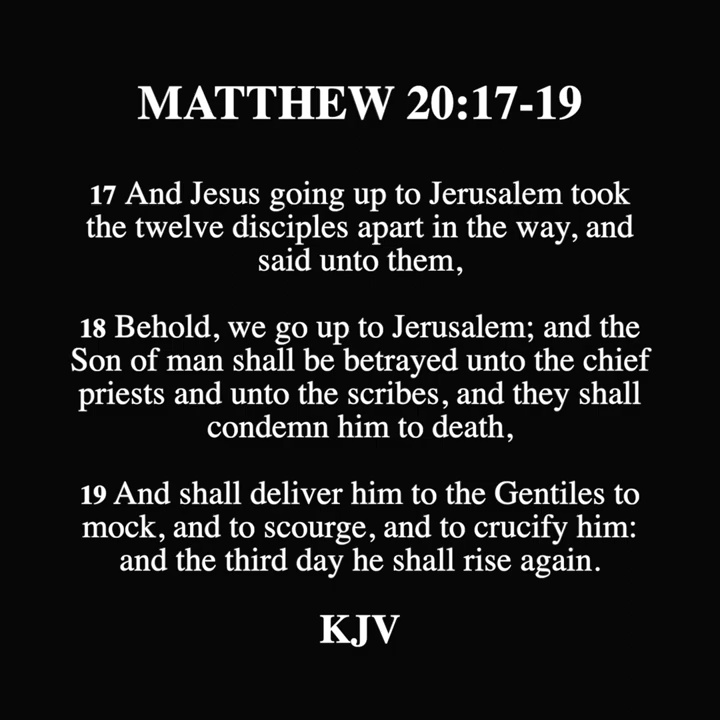 MATTHEW 20:17-19
17 And Jesus going up to Jerusalem took
the twelve disciples apart in the way, and
said unto them,
18 Behold, we go up to Jerusalem; and the
Son of man shall be betrayed unto the chief
priests and unto the scribes, and they shall
condemn him to death,
19 And shall deliver him to the Gentiles to
mock, and to scourge, and to crucify him:
and the third day he shall rise again.
KJV